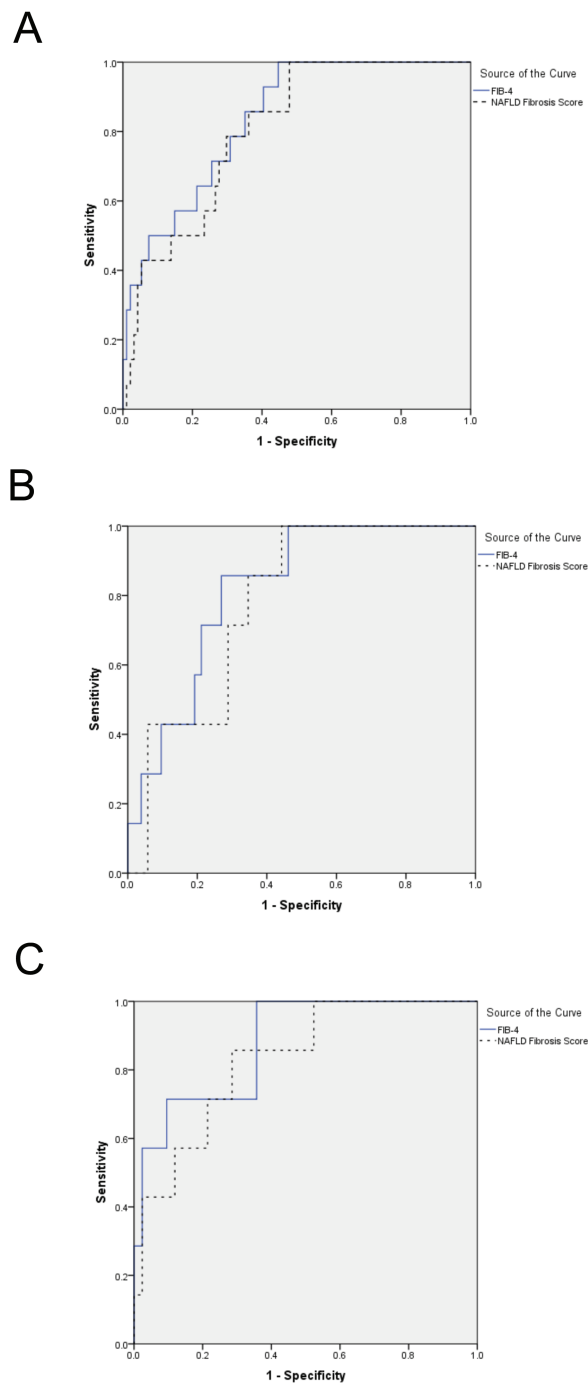 A
Source of the Curve
FIB-4
NAFLD Fibrosis Score
1.0
0.8
0.6
0.4
0.2
0.0
Sensitivity
0.0 0.2 0.4 0.6 0.8 1.0
1 - Specificity
B
Source of the Curve
FIB-4
NAFLD Fibrosis Score
1.0
0.8
0.6
0.4
0.2
0.0
Sensitivity
0.0 0.2 0.4 0.6 0.8 1.0
1 - Specificity
C
Source of the Curve
FIB-4
NAFLD Fibrosis Score
1.0
0.8
0.6
0.4
0.2
0.0
Sensitivity
0.0 0.2 0.4 0.6 0.8 1.0
1 - Specificity